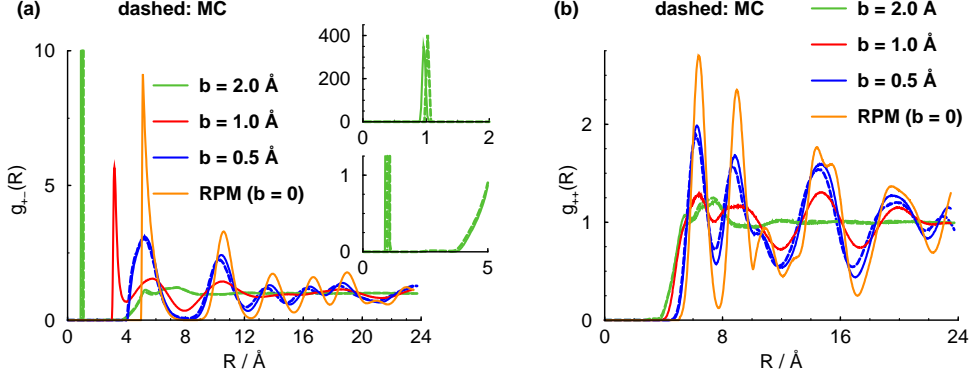 (a)
dashed: MC
10
5
0
g+−(R)
b = 2.0 Å
b = 1.0 Å
b = 0.5 Å
RPM (b = 0)
400
200
0
0
1
2
1
0
0
5
0
4
8
12
16
20
24
R / Å
(b)
dashed: MC
b = 2.0 Å
b = 1.0 Å
b = 0.5 Å
RPM (b = 0)
3
2
1
0
g++(R)
0
8
16
24
R / Å